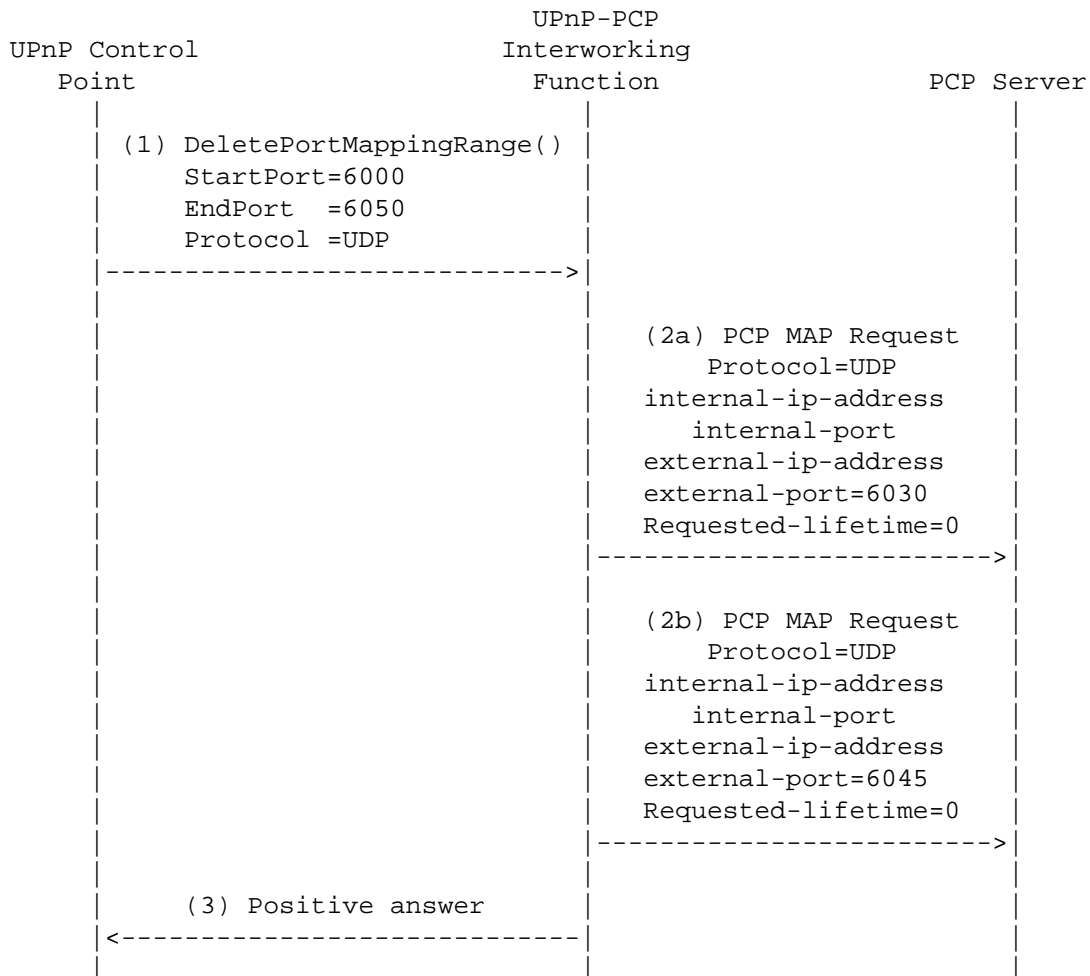 UPnP-PCP
UPnP Control Interworking
Point Function PCP Server
(1) DeletePortMappingRange()
StartPort=6000
EndPort =6050
Protocol =UDP
(2a) PCP MAP Request
Protocol=UDP
internal-ip-address
internal-port
external-ip-address
external-port=6030
Requested-lifetime=0
(2b) PCP MAP Request
Protocol=UDP
internal-ip-address
internal-port
external-ip-address
external-port=6045
Requested-lifetime=0
(3) Positive answer